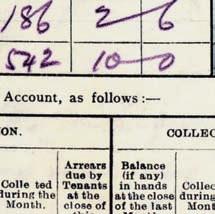 186 2 6
542 10 0
Account, as follows :—
ON. COLLEC
Arrears Balance
due by (if any)
Colle ted Tenants in hands Collec
during the at the at the close during
Month. close of of the last Mont